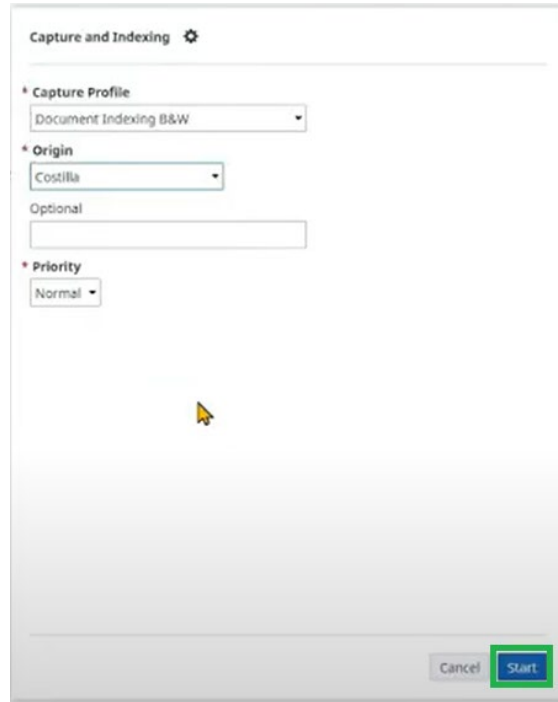 Capture and Indexing
* Capture Profile
Document Indexing B&W
* Origin
Costilla
Optional
* Priority
Normal
Cancel Start